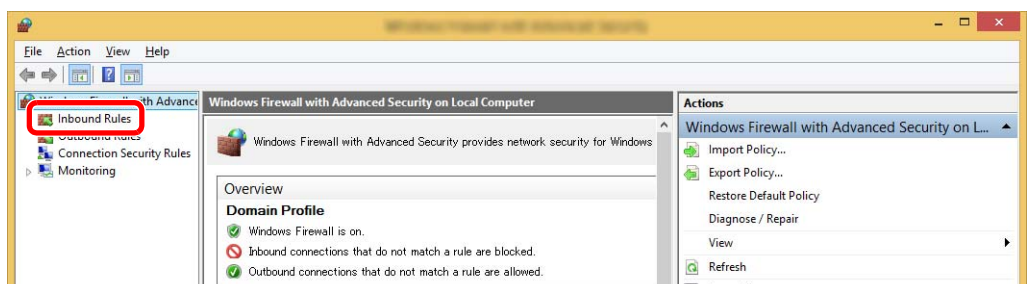 File Action View Help
Windows Firewall with Advanced Security on Local Computer
Actions
Inbound Rules
Outbound Rules
Connection Security Rules
Monitoring
Windows Firewall with Advanced Security provides network security for Windows
Overview
Domain Profile
Windows Firewall is on.
Inbound connections that do not match a rule are blocked.
Outbound connections that do not match a rule are allowed.
Windows Firewall with Advanced Security on L...
Import Policy...
Export Policy...
Restore Default Policy
Diagnose / Repair
View
Refresh